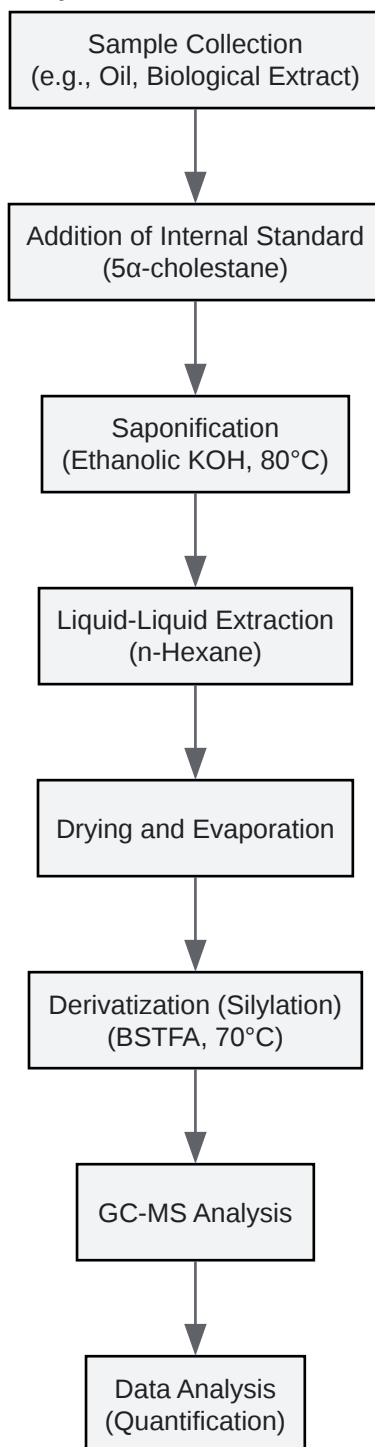 Sample Collection
(e.g., Oil, Biological Extract)
Addition of Internal Standard
(5α-cholestane)
Saponification
(Ethanolic KOH, 80°C)
Liquid-Liquid Extraction
(n-Hexane)
Drying and Evaporation
Derivatization (Silylation)
(BSTFA, 70°C)
GC-MS Analysis
Data Analysis
(Quantification)